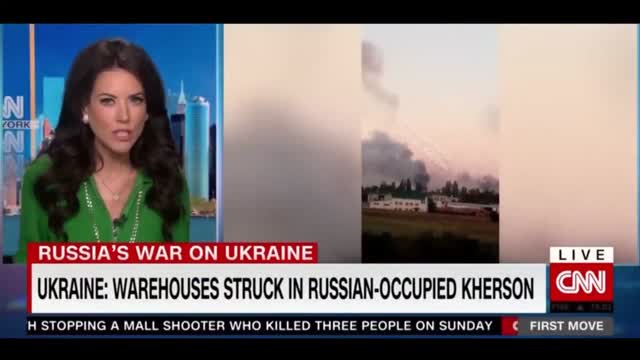 N
YORK
RUSSIA'S WAR ON UKRAINE
LIVE
UKRAINE: WAREHOUSES STRUCK IN RUSSIAN-OCCUPIED KHERSON
CNN
H STOPPING A MALL SHOOTER WHO KILLED THREE PEOPLE ON SUNDAY
FIRST MOVE